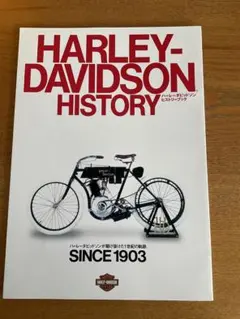 HARLEY-
DAVIDSON
HISTORY
ハーレーダビッドソン
ヒストリーブック
ハーレーダビッドソンが駆け抜けた1世紀の軌跡
SINCE 1903
HARLEY-DAVIDSON